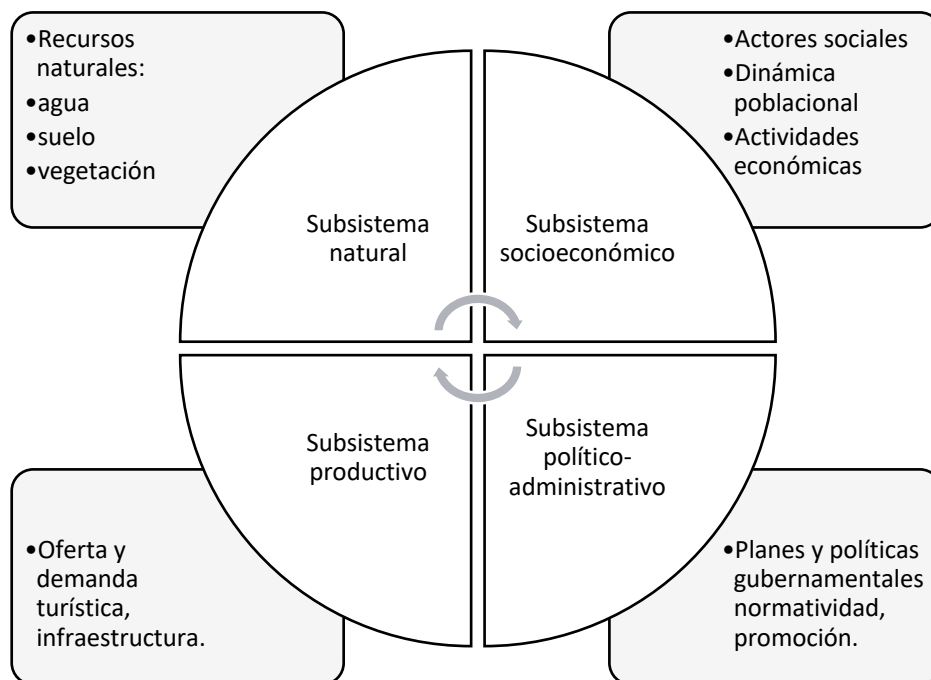 •Recursos
naturales:
•agua
•suelo
•vegetación
•Actores sociales
•Dinámica
poblacional
•Actividades
económicas
Subsistema
natural
Subsistema
socioeconómico
Subsistema
productivo
Subsistema
político-
administrativo
•Oferta y
demanda
turística,
infraestructura.
•Planes y políticas
gubernamentales
normatividad,
promoción.